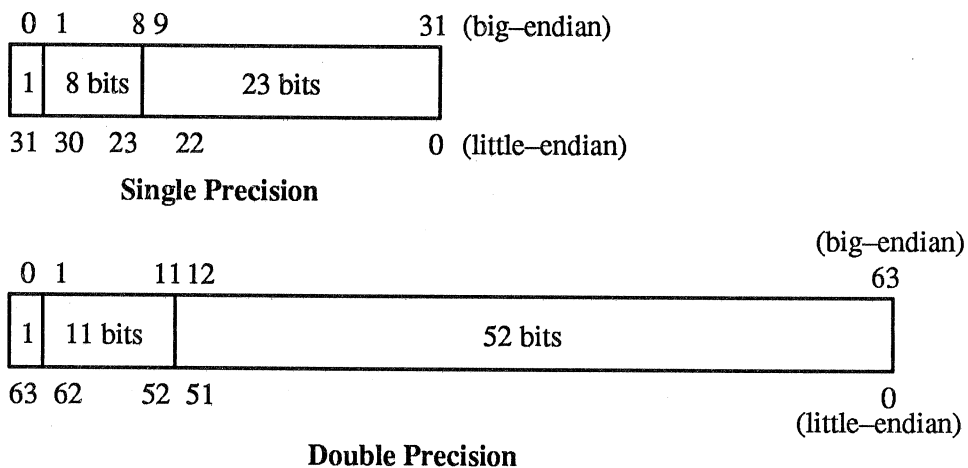 0 1 8 9 31 (big–endian)
1 8 bits 23 bits
31 30 23 22 0 (little–endian)
Single Precision
(big–endian)
0 1 11 12 63
1 11 bits 52 bits
63 62 52 51 0
(little–endian)
Double Precision